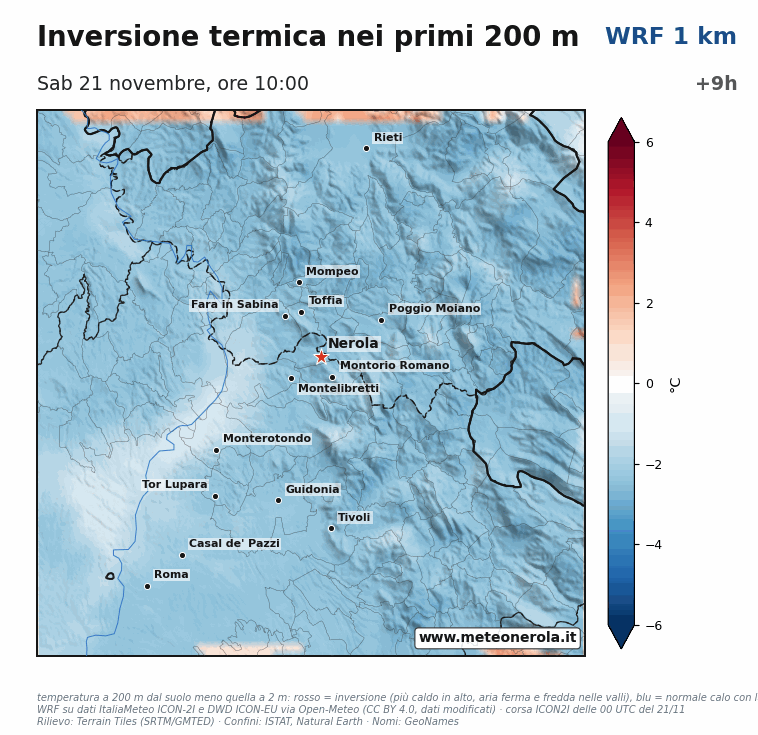 Inversione termica nei primi 200 m WRF 1 km
Sab 21 novembre, ore 10:00 +9h
Rieti
Mompeo
Toffia
Fara in Sabina
Poggio Moiano
Nerola
Montorio Romano
Montelibretti
Monterotondo
Tor Lupara
Guidonia
Tivoli
Casal de' Pazzi
Roma
6
4
2
0
−2
−4
−6
°C
www.meteonerola.it
temperatura a 200 m dal suolo meno quella a 2 m: rosso = inversione (più caldo in alto, aria ferma e fredda nelle valli), blu = normale calo con l
WRF su dati ItaliaMeteo ICON-2I e DWD ICON-EU via Open-Meteo (CC BY 4.0, dati modificati) · corsa ICON2I delle 00 UTC del 21/11
Rilievo: Terrain Tiles (SRTM/GMTED) · Confini: ISTAT, Natural Earth · Nomi: GeoNames